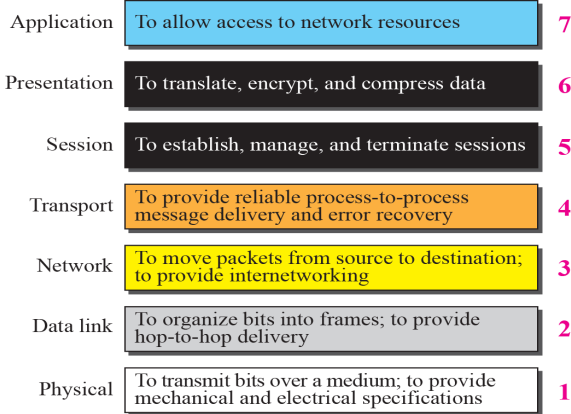 Application To allow access to network resources 7
Presentation To translate, encrypt, and compress data 6
Session To establish, manage, and terminate sessions 5
Transport To provide reliable process-to-process
message delivery and error recovery 4
Network To move packets from source to destination;
to provide internetworking 3
Data link To organize bits into frames; to provide
hop-to-hop delivery 2
Physical To transmit bits over a medium; to provide
mechanical and electrical specifications 1